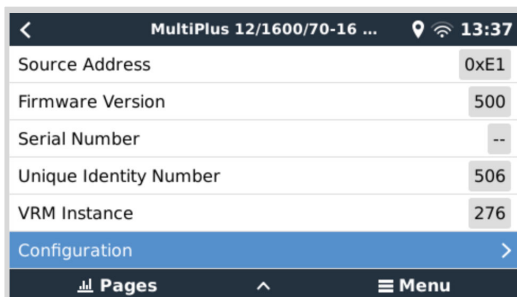 MultiPlus 12/1600/70-16 ... 13:37
Source Address 0xE1
Firmware Version 500
Serial Number --
Unique Identity Number 506
VRM Instance 276
Configuration
Pages Menu